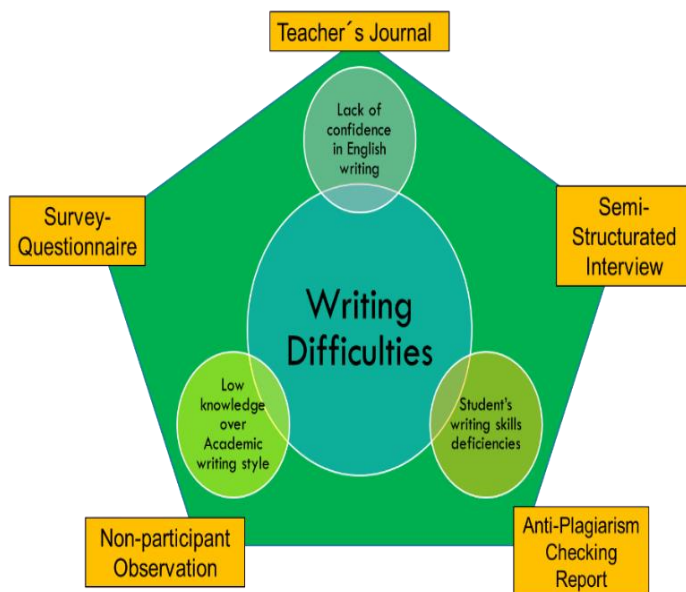 Teacher´s Journal
Lack of
confidence
in English
writing
Survey-
Questionnaire
Semi-
Structurated
Interview
Writing
Difficulties
Low
knowledge
over
Academic
writing style
Student's
writing skills
deficiencies
Non-participant
Observation
Anti-Plagiarism
Checking
Report